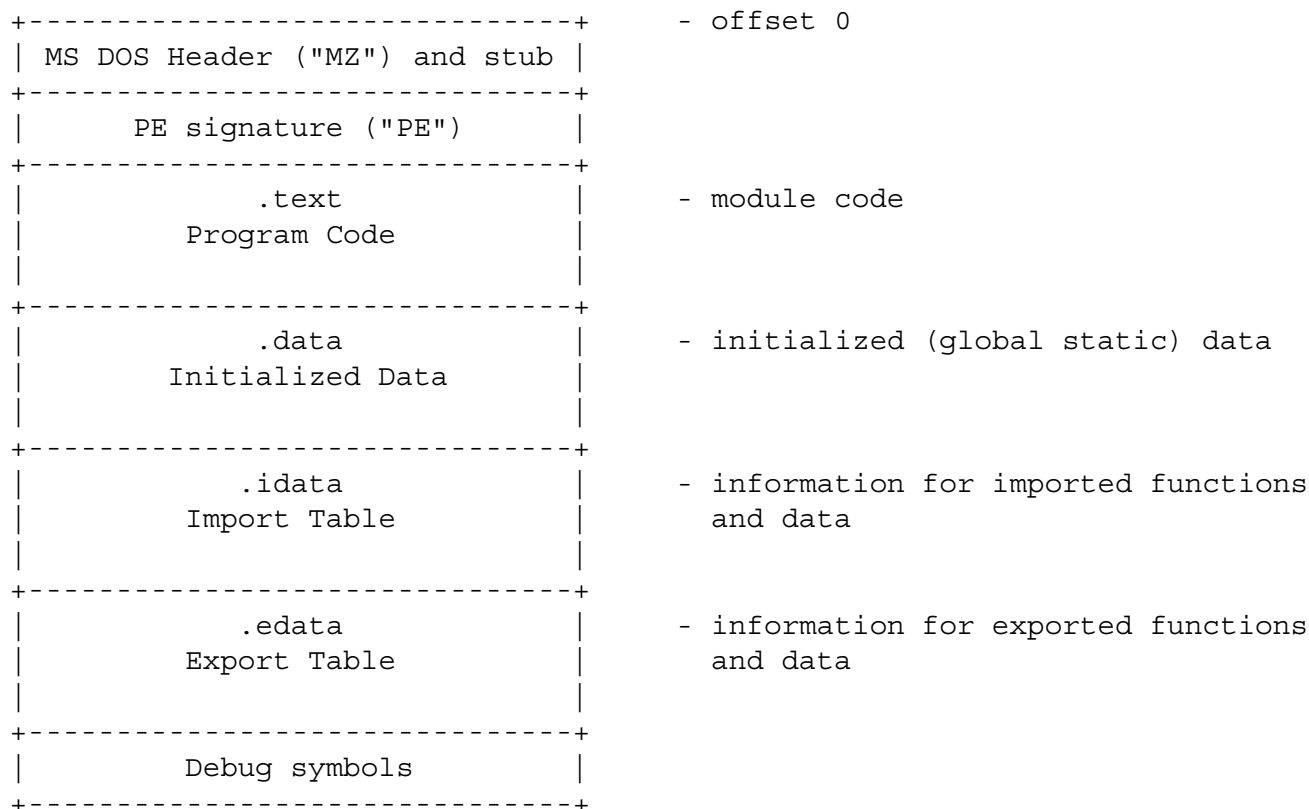 +-------------------------------+ - offset 0
| MS DOS Header ("MZ") and stub |
+-------------------------------+
| PE signature ("PE") |
+-------------------------------+
| .text | - module code
| Program Code |
| |
+-------------------------------+
| .data | - initialized (global static) data
| Initialized Data |
| |
+-------------------------------+
| .idata | - information for imported functions
| Import Table | and data
| |
+-------------------------------+
| .edata | - information for exported functions
| Export Table | and data
| |
+-------------------------------+
| Debug symbols |
+-------------------------------+